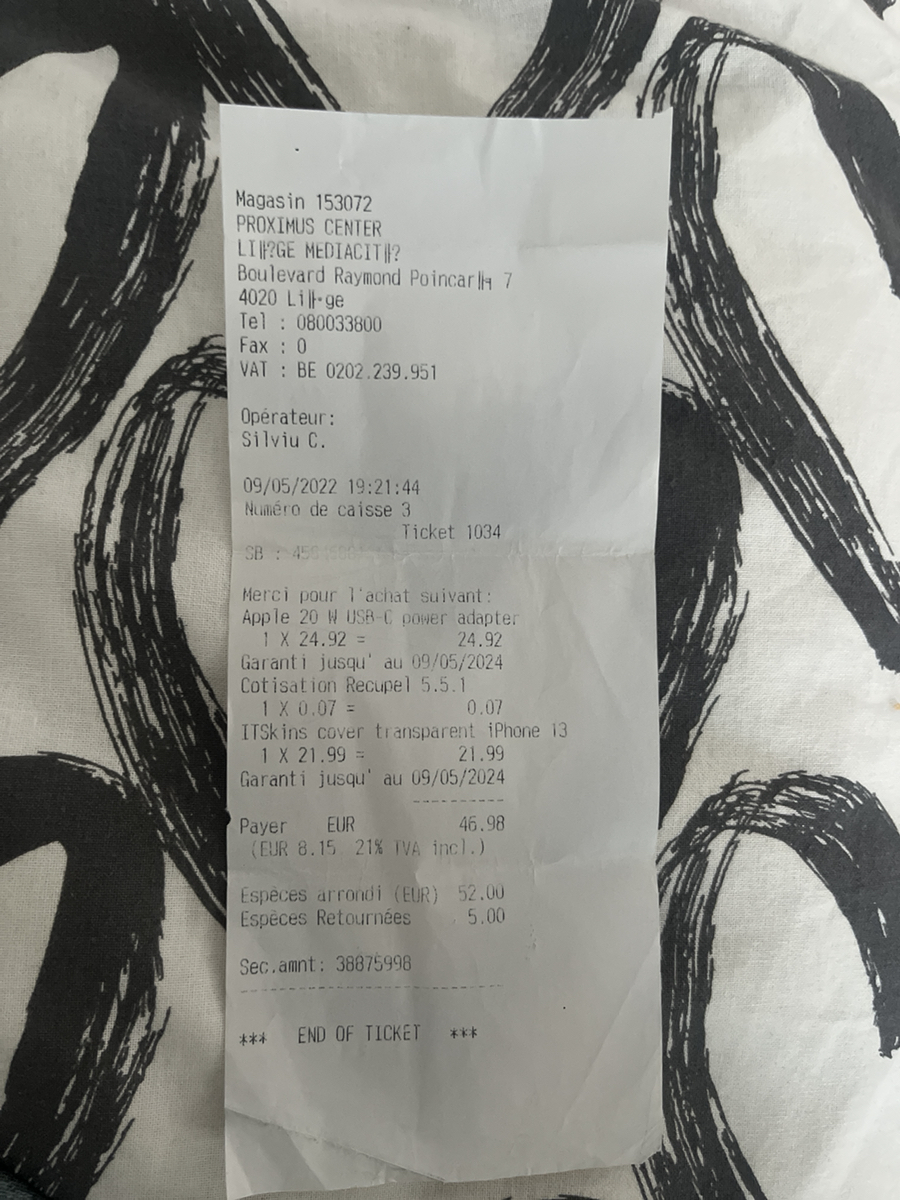 Magasin 153072
PROXIMUS CENTER
LI╟?GE MEDIACIT╟?
Boulevard Raymond Poincar╟╕ 7
4020 Li╟·ge
Tel : 080033800
Fax : 0
VAT : BE 0202.239.951
Opérateur:
Silviu C.
09/05/2022 19:21:44
Numéro de caisse 3
Ticket 1034
SB :
Merci pour l'achat suivant:
Apple 20 W USB-C power adapter
1 X 24.92 = 24.92
Garanti jusqu' au 09/05/2024
Cotisation Recupel 5.5.1
1 X 0.07 = 0.07
ITSkins cover transparent iPhone 13
1 X 21.99 = 21.99
Garanti jusqu' au 09/05/2024
----------
Payer EUR 46.98
(EUR 8.15 21% TVA incl.)
Espèces arrondi (EUR) 52.00
Espèces Retournées 5.00
Sec.amnt: 38875998
-----------------------------
*** END OF TICKET ***